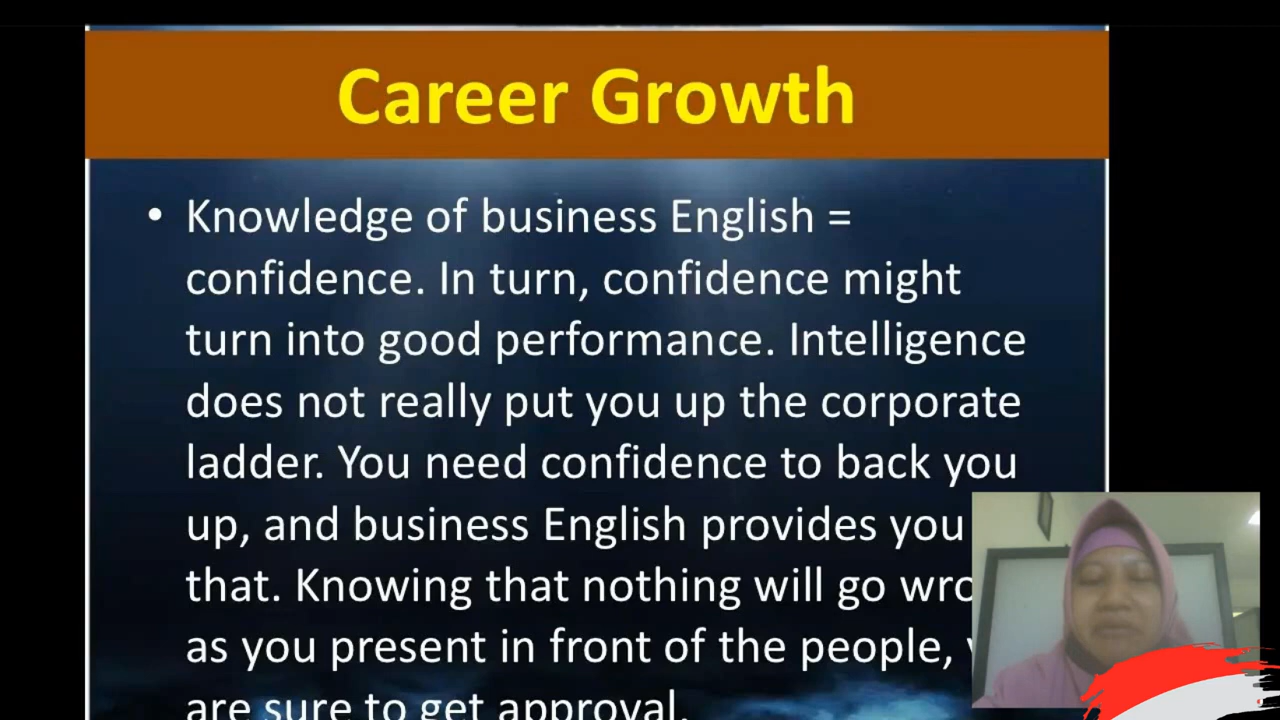 Career Growth
• Knowledge of business English =
confidence. In turn, confidence might
turn into good performance. Intelligence
does not really put you up the corporate
ladder. You need confidence to back you
up, and business English provides you
that. Knowing that nothing will go
as you present in front of the people,
are sure to get approval.